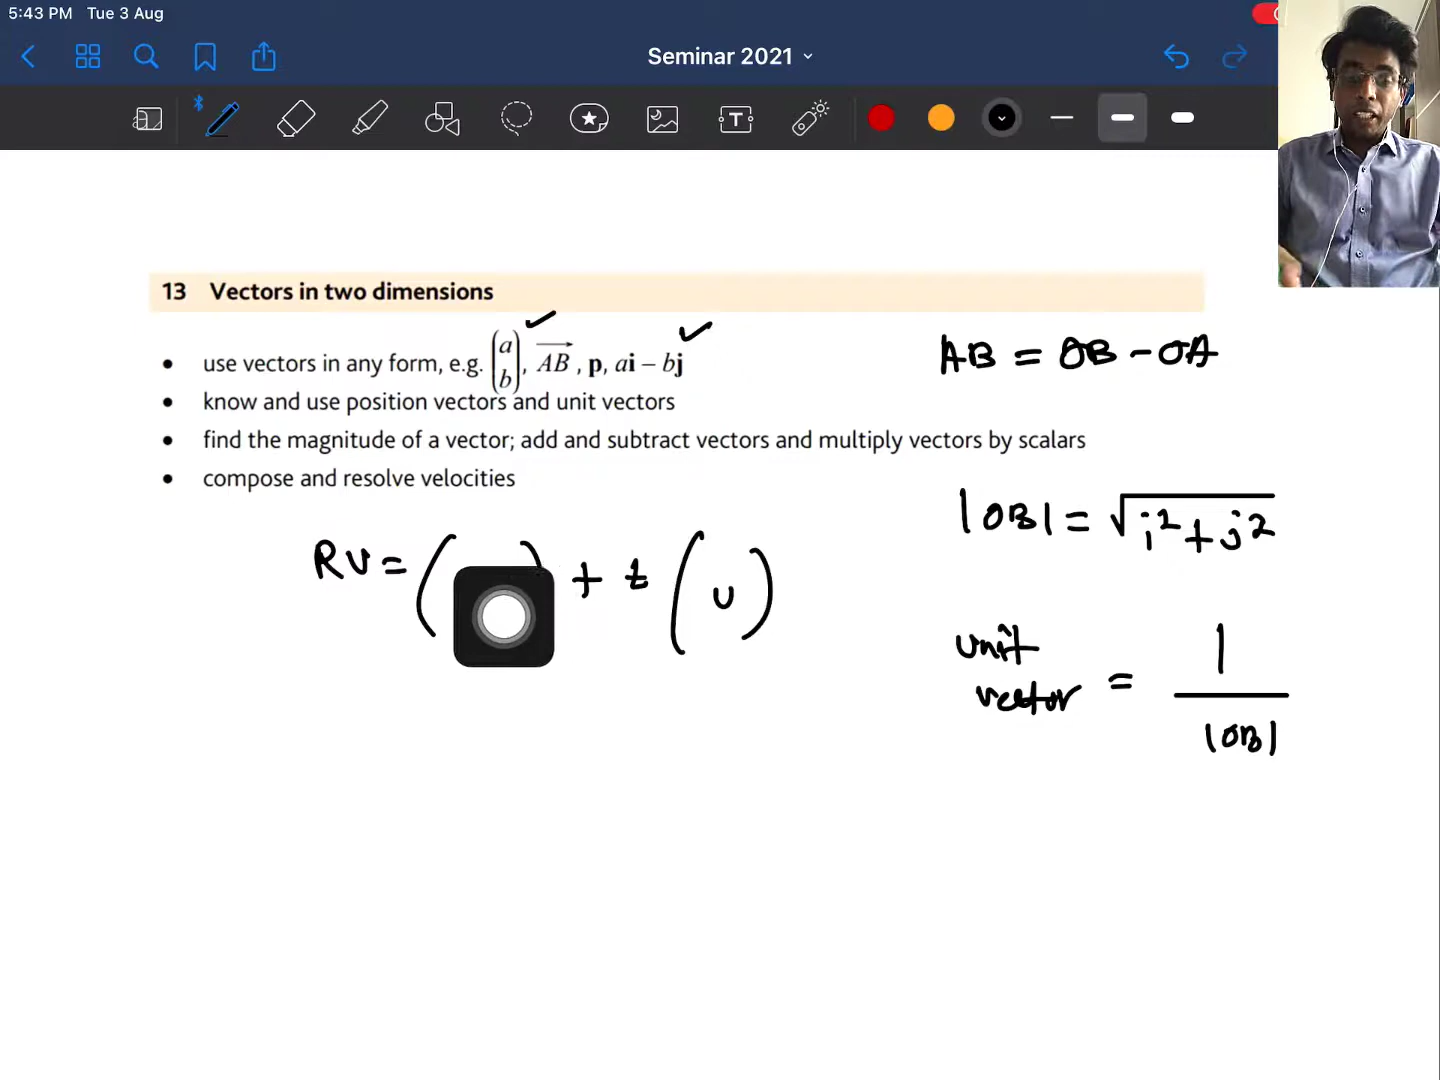 5:43 PM Tue 3 Aug
Seminar 2021
T
13 Vectors in two dimensions
• use vectors in any form, e.g. (a b), AB, p, ai – bj
• know and use position vectors and unit vectors
• find the magnitude of a vector; add and subtract vectors and multiply vectors by scalars
• compose and resolve velocities
AB = OB - OA
|OB| = √i²+j²
RV = ( ) + t (U)
unit vector = 1 / |OB|